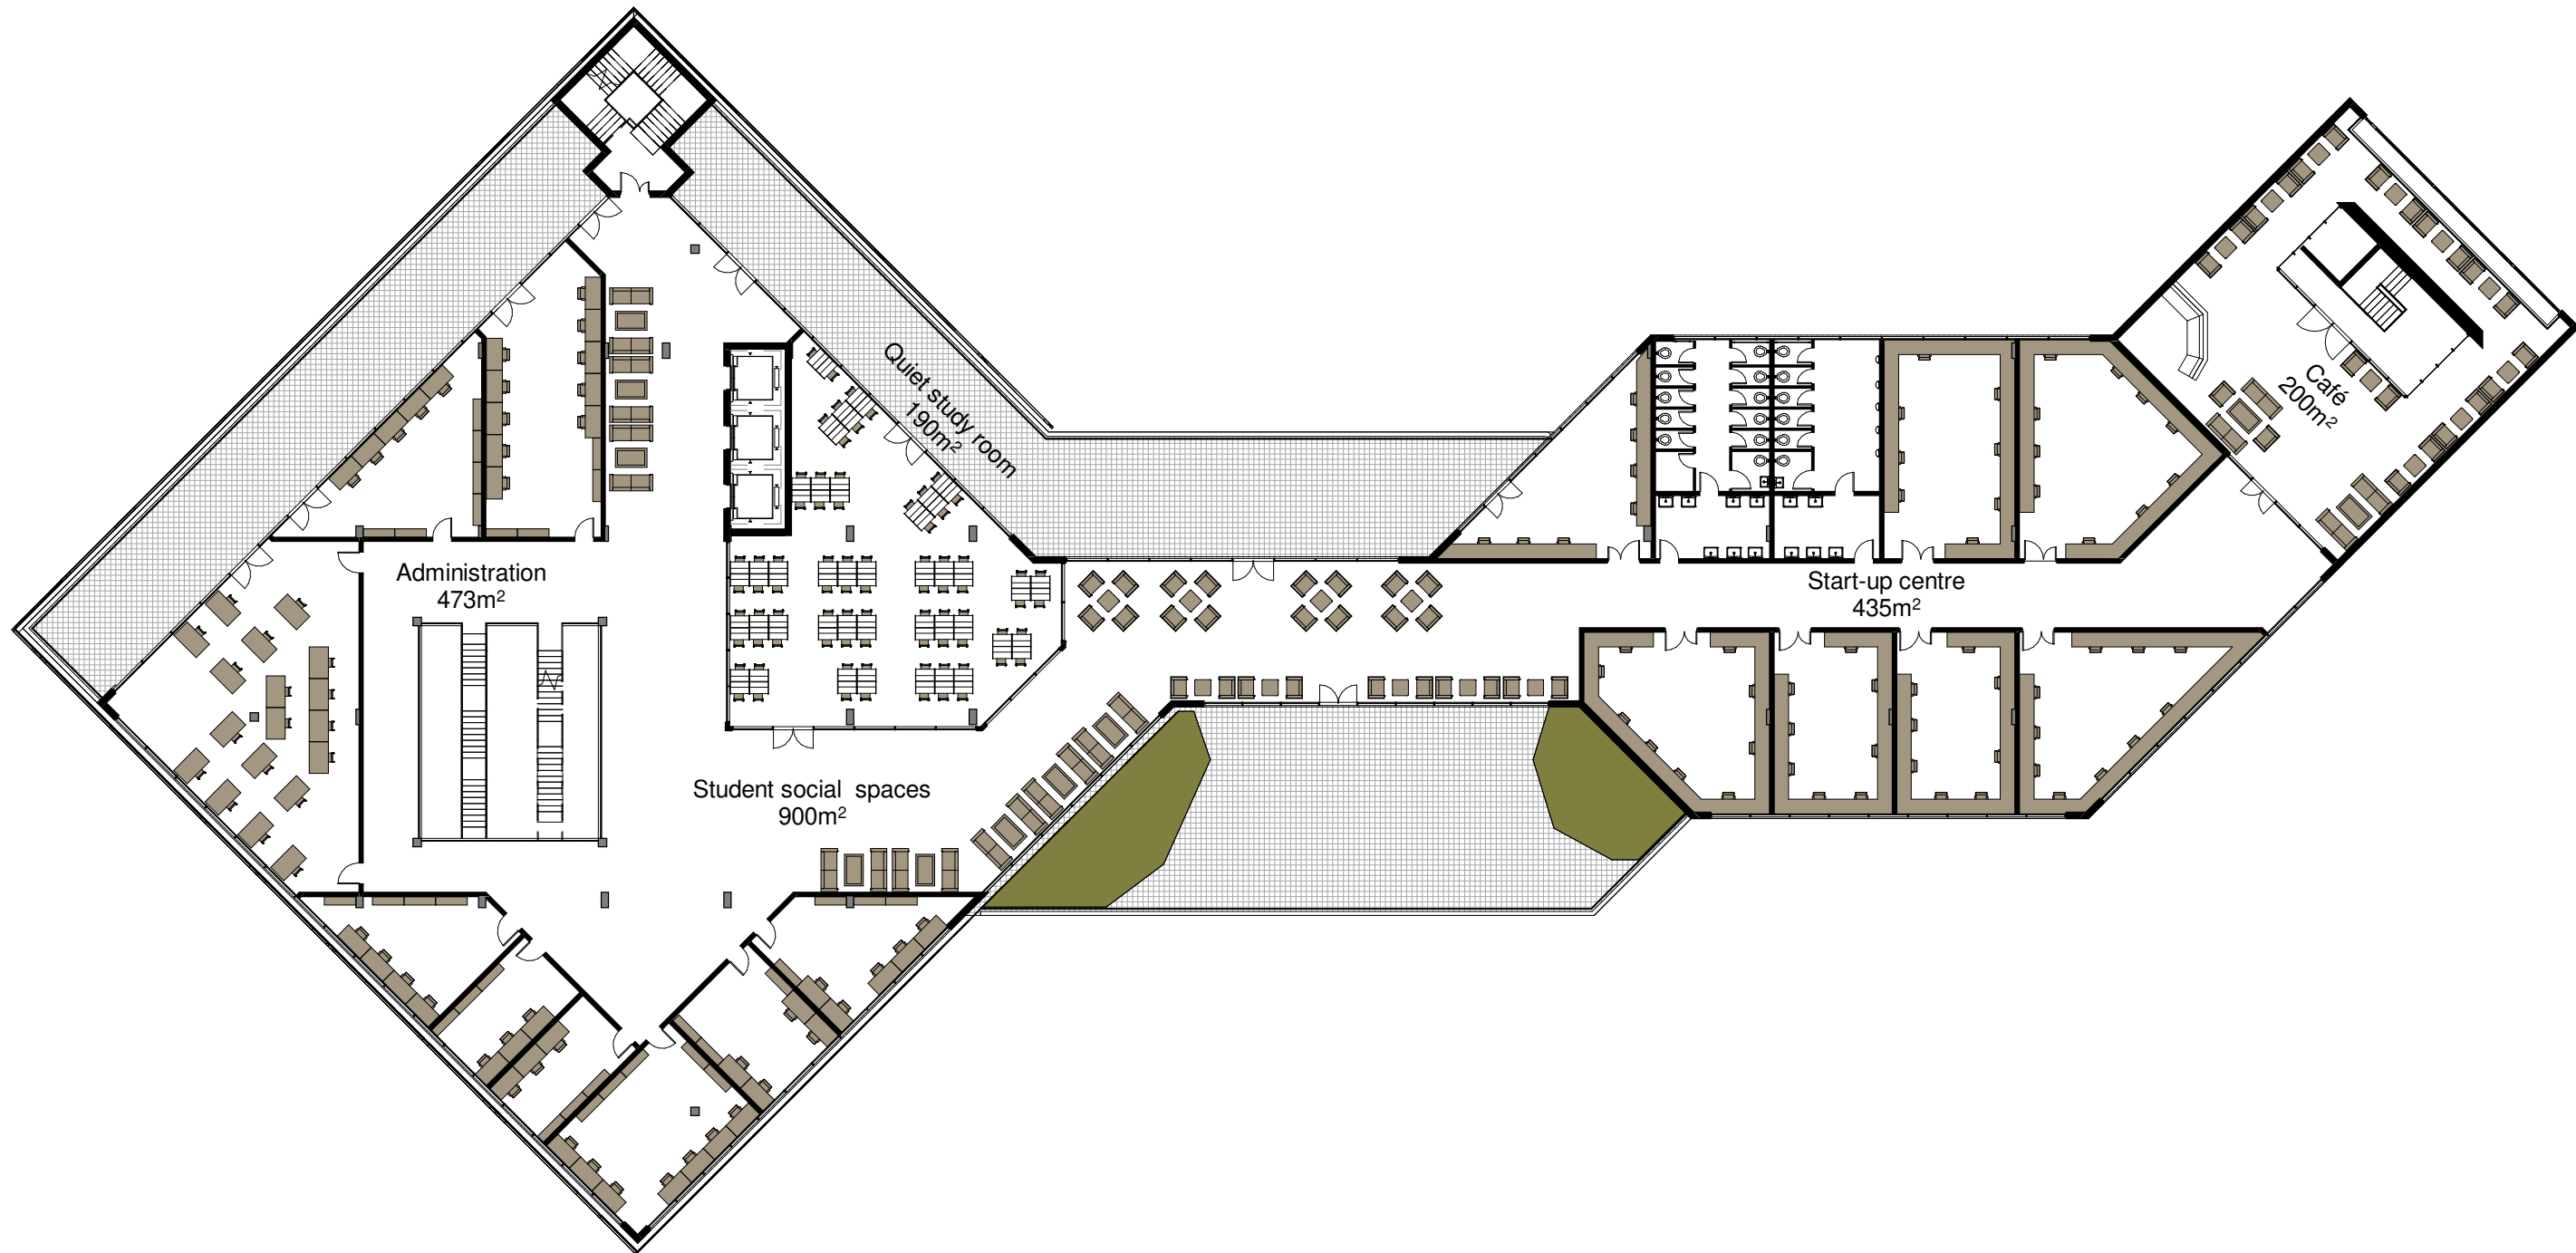 Quiet study room
190m²
Café
200m²
Administration
473m²
Start-up centre
435m²
Student social spaces
900m²